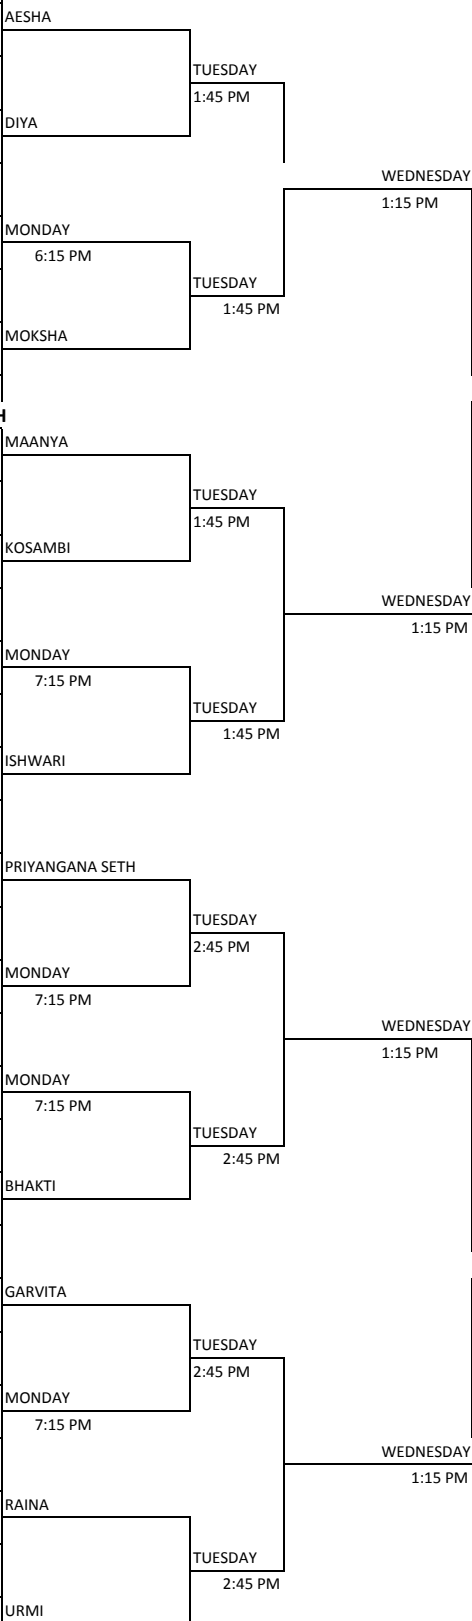 AESHA
TUESDAY
1:45 PM
DIYA
WEDNESDAY
1:15 PM
MONDAY
6:15 PM
TUESDAY
1:45 PM
MOKSHA
H
MAANYA
TUESDAY
1:45 PM
KOSAMBI
WEDNESDAY
1:15 PM
MONDAY
7:15 PM
TUESDAY
1:45 PM
ISHWARI
PRIYANGANA SETH
TUESDAY
2:45 PM
MONDAY
7:15 PM
WEDNESDAY
1:15 PM
MONDAY
7:15 PM
TUESDAY
2:45 PM
BHAKTI
GARVITA
TUESDAY
2:45 PM
MONDAY
7:15 PM
WEDNESDAY
1:15 PM
RAINA
TUESDAY
2:45 PM
URMI